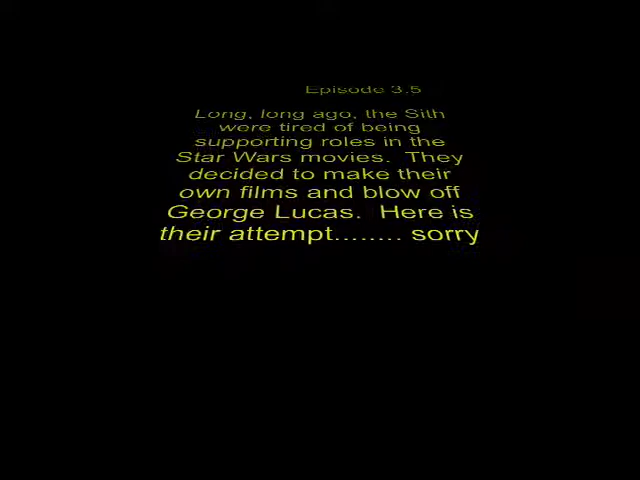 Episode 3.5
Long, long ago, the Sith
were tired of being
supporting roles in the
Star Wars movies.  They
decided to make their
own films and blow off
George Lucas.  Here is
their attempt........ sorry